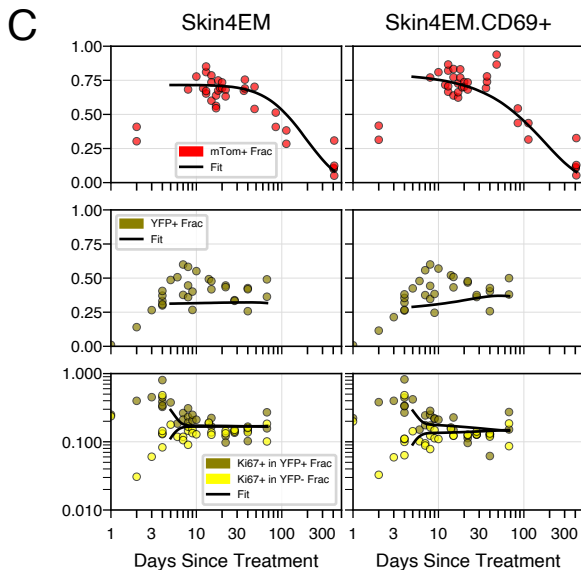 C
Skin4EM
Skin4EM.CD69+
1.00
0.75
0.50
0.25
0.00
mTom+ Frac
Fit
mTom+ Frac
Fit
1.00
0.75
0.50
0.25
0.00
YFP+ Frac
Fit
1.000
0.100
0.010
Ki67+ in YFP+ Frac
Ki67+ in YFP- Frac
Fit
1 3 10 30 100 300
1 3 10 30 100 300
Days Since Treatment
Days Since Treatment